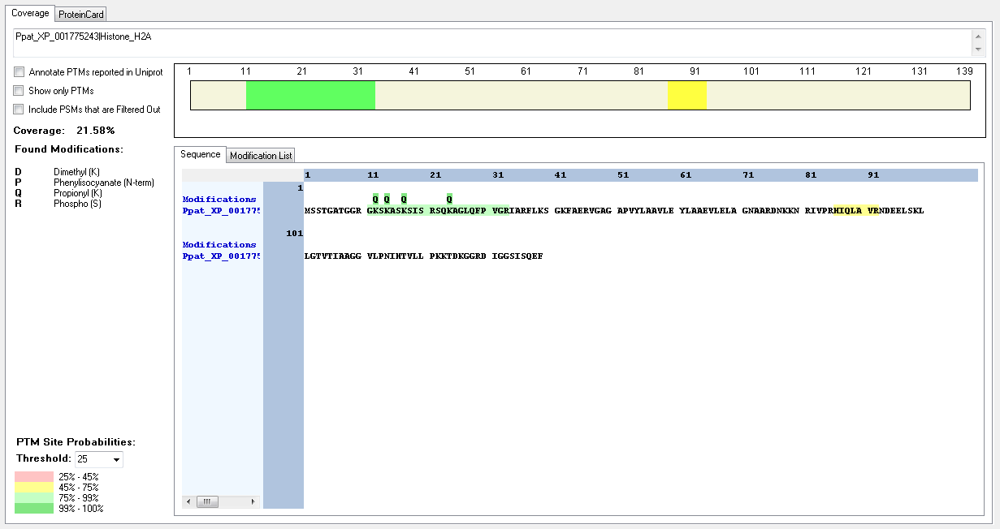 Coverage ProteinCard
Ppat_XP_001775243|Histone_H2A
Annotate PTMs reported in Uniprot
Show only PTMs
Include PSMs that are Filtered Out
Coverage: 21.58%
Found Modifications:
D Dimethyl (K)
P Phenylisocyanate (N-term)
Q Propionyl (K)
R Phospho (S)
PTM Site Probabilities:
Threshold: 25
25% - 45%
45% - 75%
75% - 99%
99% - 100%
1 11 21 31 41 51 61 71 81 91 101 111 121 131 139
Sequence Modification List
1 11 21 31 41 51 61 71 81 91
1
Modifications Q Q Q Q
Ppat_XP_001775 MSSTGATGGR GKSKASKSIS RSQKAGLQFP VGRIARFLKS GKFAERVGAG APVYLAAVLE YLAAEVLELA GNAARDNKKN RIVPRHIQLA VRNDEELSKL
101
Modifications
Ppat_XP_001775 LGTVTIAAGG VLPNIHTVLL PKKTDKGGRD IGGSISQEF